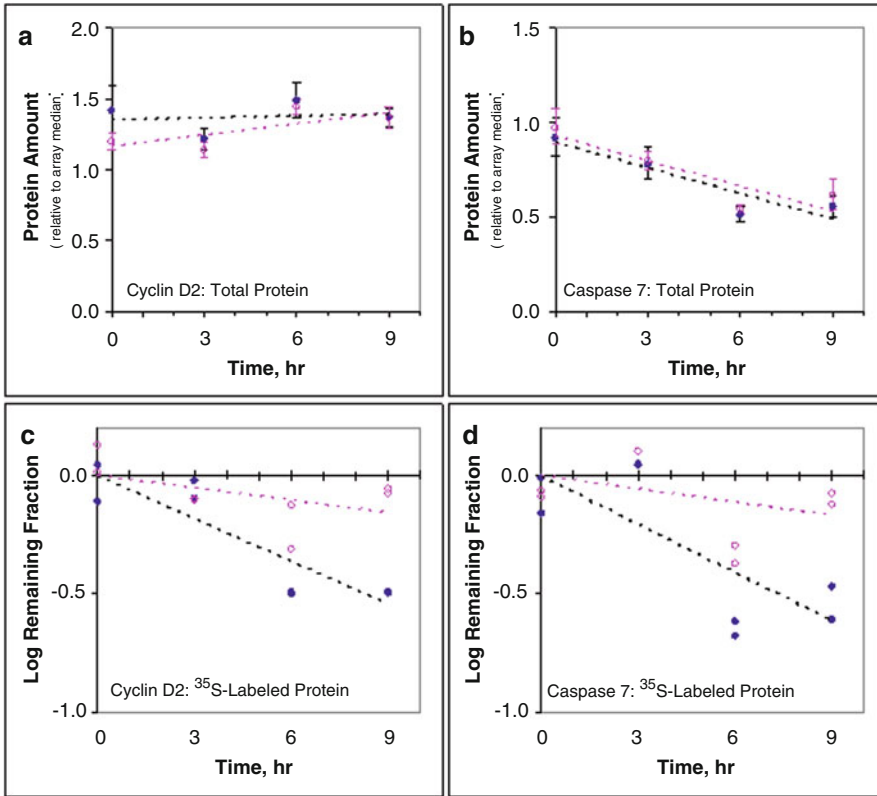 a
2.0
1.5
1.0
0.5
0.0
Protein Amount
( relative to array median.
Cyclin D2: Total Protein
0 3 6 9
Time, hr
b
1.5
1.0
0.5
0.0
Protein Amount
( relative to array median.
Caspase 7: Total Protein
0 3 6 9
Time, hr
c
0.0
-0.5
-1.0
Log Remaining Fraction
Cyclin D2: ³⁵S-Labeled Protein
0 3 6 9
Time, hr
d
0.0
-0.5
-1.0
Log Remaining Fraction
Caspase 7: ³⁵S-Labeled Protein
0 3 6 9
Time, hr